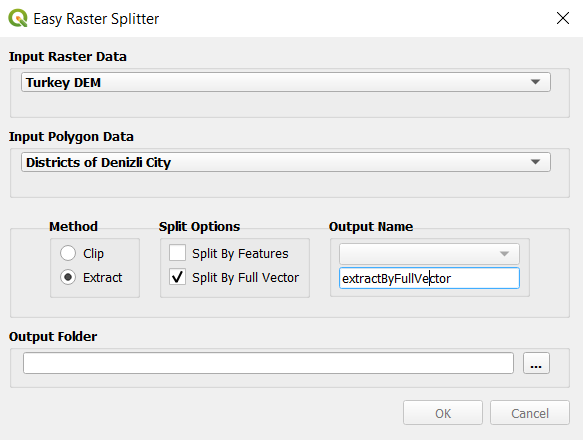 Easy Raster Splitter
Input Raster Data
Turkey DEM
Input Polygon Data
Districts of Denizli City
Method
Split Options
Output Name
Clip
Split By Features
Extract
Split By Full Vector
extractByFullVector
Output Folder
...
OK
Cancel